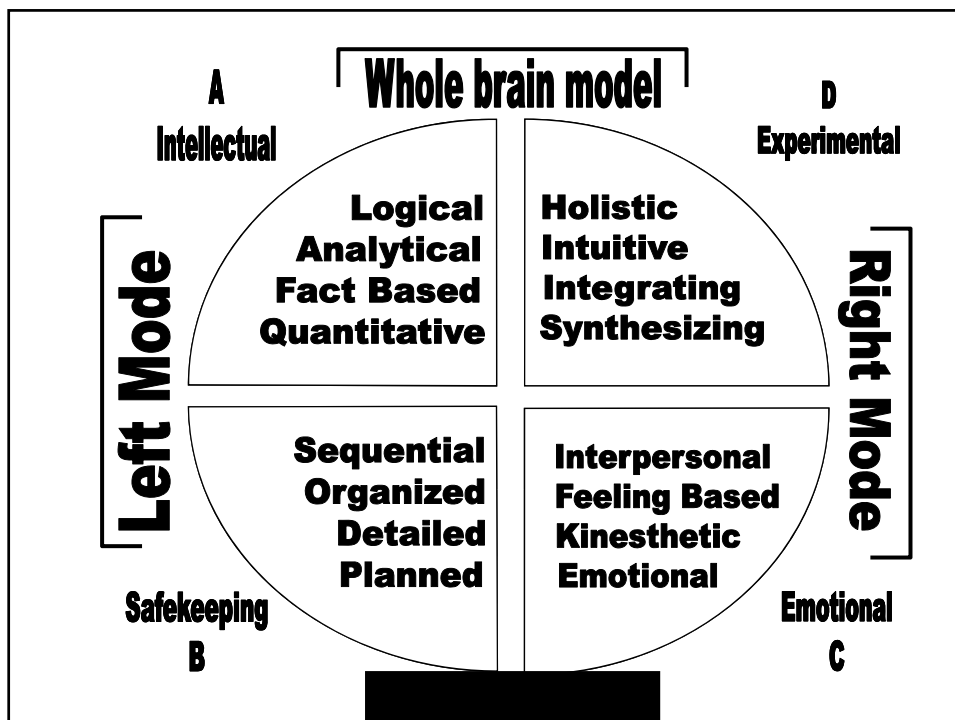 Whole brain model
A
Intellectual
D
Experimental
Left Mode
Logical
Analytical
Fact Based
Quantitative
Holistic
Intuitive
Integrating
Synthesizing
Right Mode
Sequential
Organized
Detailed
Planned
Interpersonal
Feeling Based
Kinesthetic
Emotional
Safekeeping
B
Emotional
C